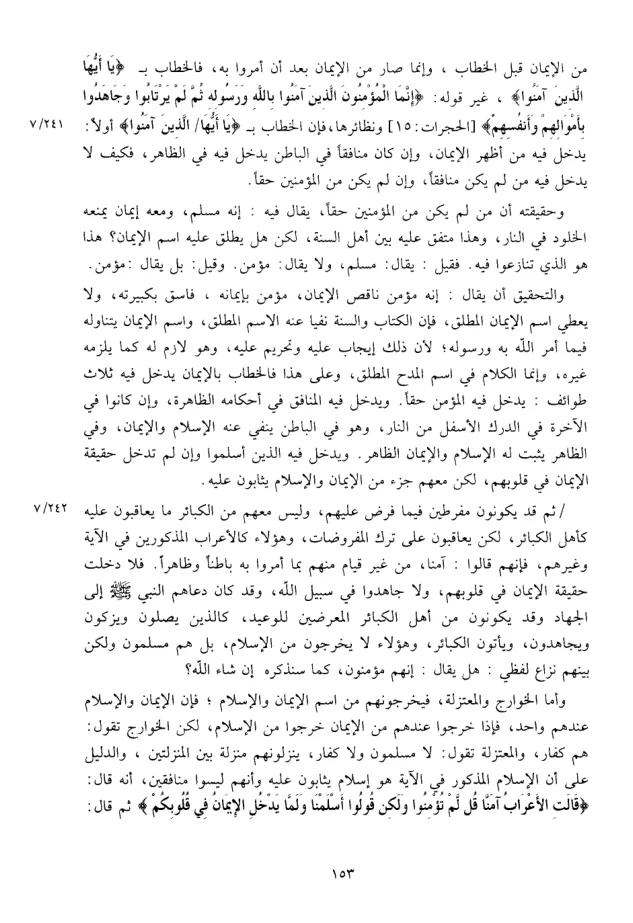 من الإيمان قبل الخطاب ، وإنما صار من الإيمان بعد أن أمروا به، فالخطاب بـ ﴿يَا أَيُّهَا
الَّذِينَ آمَنُوا﴾ ، غير قوله: ﴿إِنَّمَا الْمُؤْمِنُونَ الَّذِينَ آمَنُوا بِاللَّهِ وَرَسُولِهِ ثُمَّ لَمْ يَرْتَابُوا وَجَاهَدُوا
بِأَمْوَالِهِمْ وَأَنفُسِهِمْ﴾ [الحجرات: ١٥] ونظائرها، فإن الخطاب بـ ﴿يَا أَيُّهَا/ الَّذِينَ آمَنُوا﴾ أولاً: ٧/٢٤١
يدخل فيه من أظهر الإيمان، وإن كان منافقاً في الباطن يدخل فيه في الظاهر، فكيف لا
يدخل فيه من لم يكن منافقاً، وإن لم يكن من المؤمنين حقاً.
وحقيقته أن من لم يكن من المؤمنين حقاً، يقال فيه : إنه مسلم، ومعه إيمان يمنعه
الخلود في النار، وهذا متفق عليه بين أهل السنة، لكن هل يطلق عليه اسم الإيمان؟ هذا
هو الذي تنازعوا فيه. فقيل : يقال: مسلم، ولا يقال: مؤمن. وقيل: بل يقال :مؤمن.
والتحقيق أن يقال : إنه مؤمن ناقص الإيمان، مؤمن بإيمانه ، فاسق بكبيرته، ولا
يعطي اسم الإيمان المطلق، فإن الكتاب والسنة نفيا عنه الاسم المطلق، واسم الإيمان يتناوله
فيما أمر الله به ورسوله؛ لأن ذلك إيجاب عليه وتحريم عليه، وهو لازم له كما يلزمه
غيره، وإنما الكلام في اسم المدح المطلق، وعلى هذا فالخطاب بالإيمان يدخل فيه ثلاث
طوائف : يدخل فيه المؤمن حقاً. ويدخل فيه المنافق في أحكامه الظاهرة، وإن كانوا في
الآخرة في الدرك الأسفل من النار، وهو في الباطن ينفي عنه الإسلام والإيمان، وفي
الظاهر يثبت له الإسلام والإيمان الظاهر. ويدخل فيه الذين أسلموا وإن لم تدخل حقيقة
الإيمان في قلوبهم، لكن معهم جزء من الإيمان والإسلام يثابون عليه.
/ ثم قد يكونون مفرطين فيما فرض عليهم، وليس معهم من الكبائر ما يعاقبون عليه ٧/٢٤٢
كأهل الكبائر، لكن يعاقبون على ترك المفروضات، وهؤلاء كالأعراب المذكورين في الآية
وغيرهم، فإنهم قالوا : آمنا، من غير قيام منهم بما أمروا به باطناً وظاهراً. فلا دخلت
حقيقة الإيمان في قلوبهم، ولا جاهدوا في سبيل الله، وقد كان دعاهم النبي ﷺ إلى
الجهاد وقد يكونون من أهل الكبائر المعرضين للوعيد، كالذين يصلون ويزكون
ويجاهدون، ويأتون الكبائر، وهؤلاء لا يخرجون من الإسلام، بل هم مسلمون ولكن
بينهم نزاع لفظي : هل يقال : إنهم مؤمنون، كما سنذكره إن شاء الله؟
وأما الخوارج والمعتزلة، فيخرجونهم من اسم الإيمان والإسلام ؛ فإن الإيمان والإسلام
عندهم واحد، فإذا خرجوا عندهم من الإيمان خرجوا من الإسلام، لكن الخوارج تقول:
هم كفار، والمعتزلة تقول: لا مسلمون ولا كفار، ينزلونهم منزلة بين المنزلتين ، والدليل
على أن الإسلام المذكور في الآية هو إسلام يثابون عليه وأنهم ليسوا منافقين، أنه قال:
﴿قَالَتِ الأَعْرَابُ آمَنَّا قُل لَّمْ تُؤْمِنُوا وَلَكِن قُولُوا أَسْلَمْنَا وَلَمَّا يَدْخُلِ الإِيمَانُ فِي قُلُوبِكُمْ﴾ ثم قال:
١٥٣